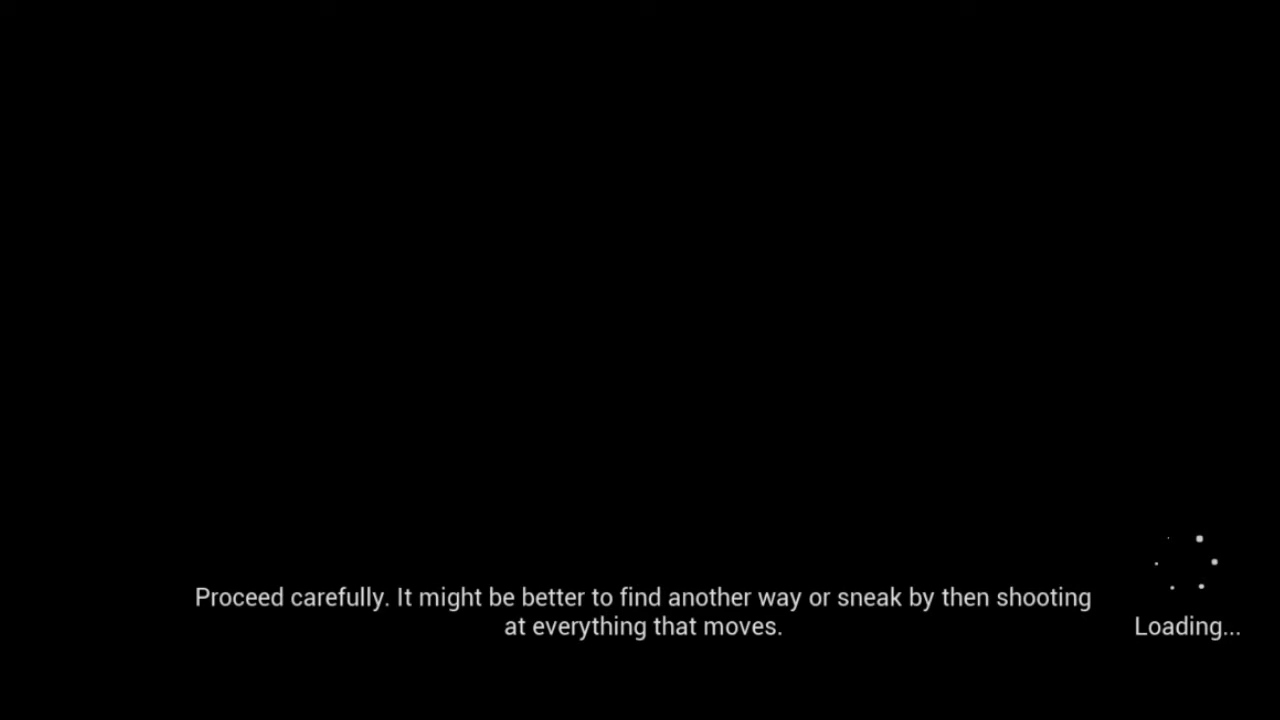 Proceed carefully. It might be better to find another way or sneak by then shooting
at everything that moves.
Loading...